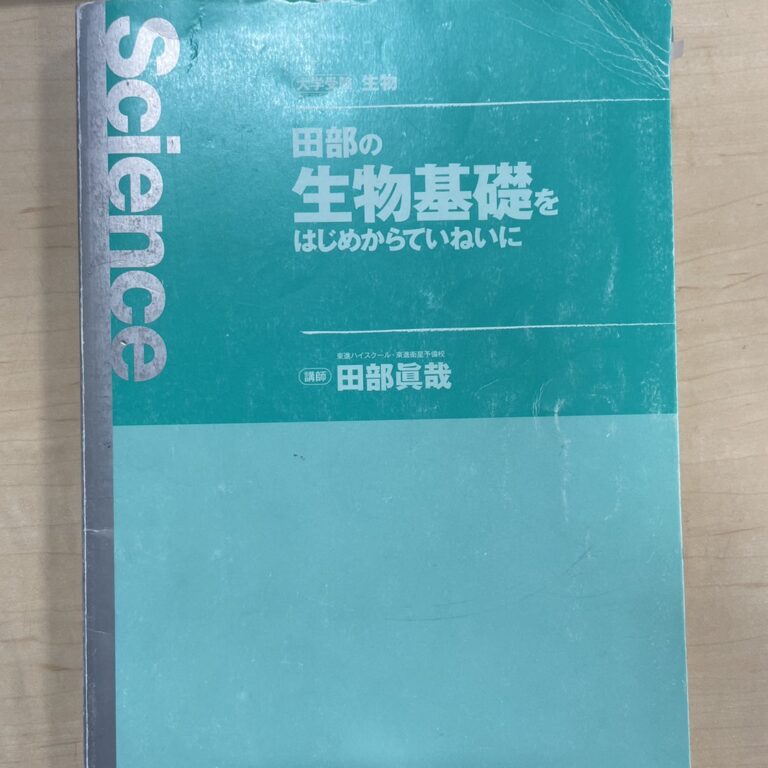 Science
大学受験 生物
田部の
生物基礎を
はじめからていねいに
東進ハイスクール・東進衛星予備校
講師 田部眞哉